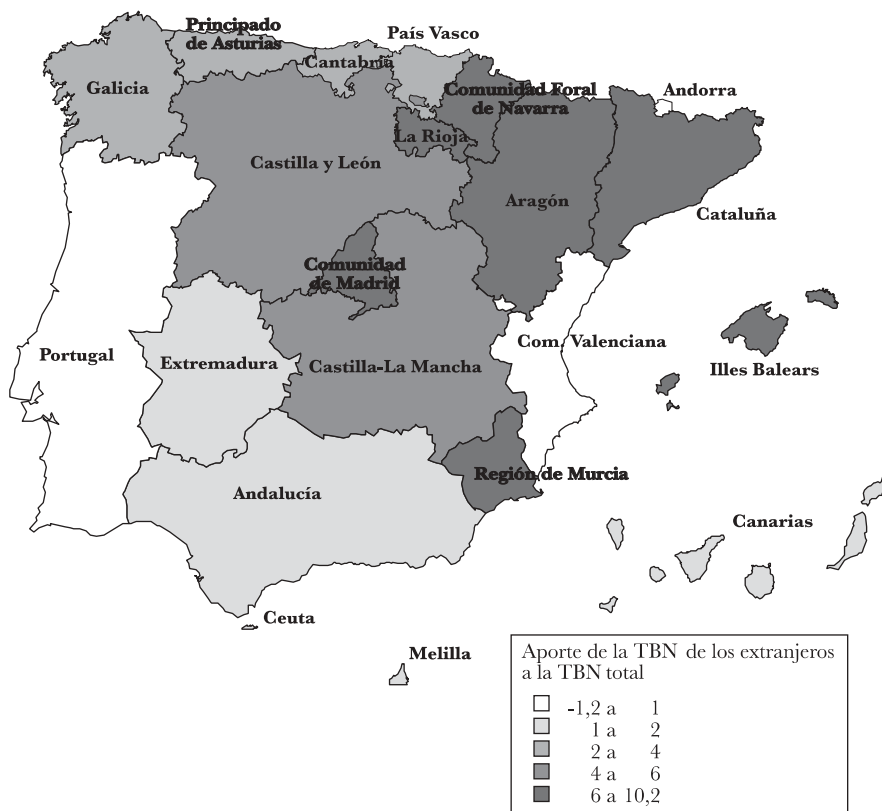 Principado
de Asturias
País Vasco
Cantabria
Galicia
Comunidad Foral
de Navarra
Andorra
La Rioja
Castilla y León
Aragón
Cataluña
Comunidad
de Madrid
Portugal
Extremadura
Castilla-La Mancha
Com. Valenciana
Illes Balears
Región de Murcia
Andalucía
Canarias
Ceuta
Melilla
Aporte de la TBN de los extranjeros
a la TBN total
-1,2 a 1
1 a 2
2 a 4
4 a 6
6 a 10,2